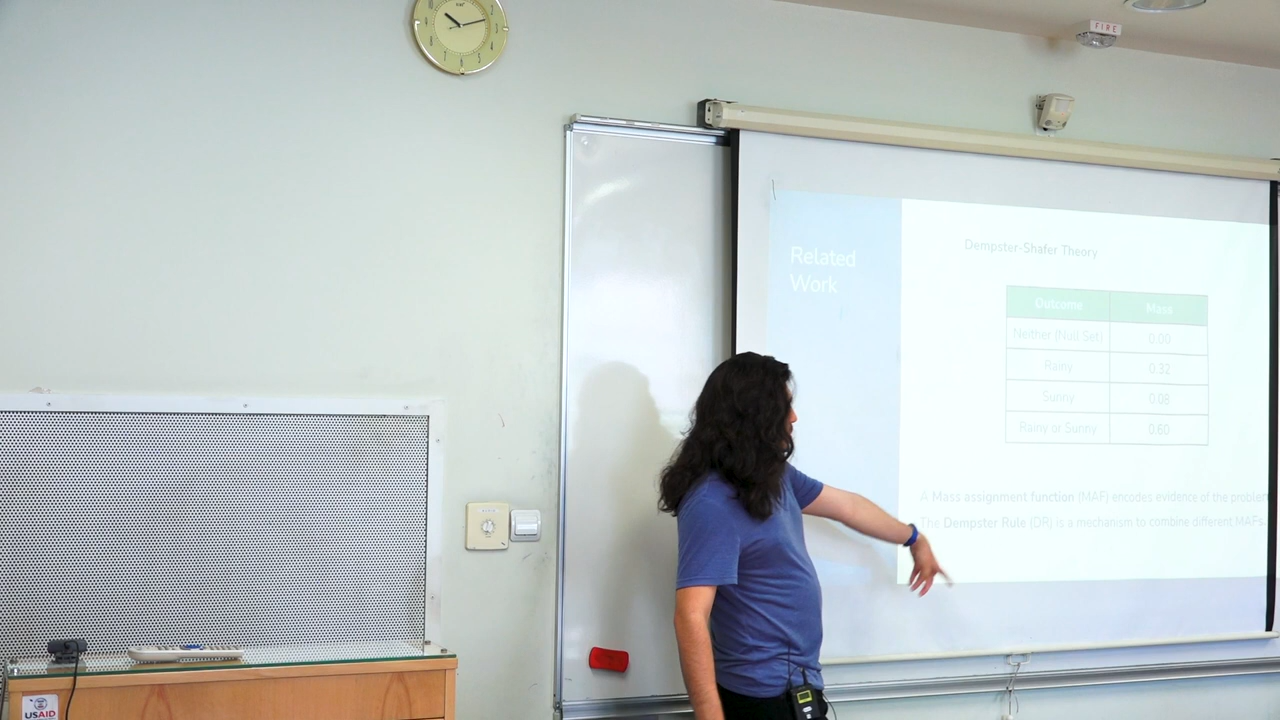 FIRE
Related
Work
Dempster-Shafer Theory
Outcome Mass
Neither (Null Set) 0.00
Rainy 0.32
Sunny 0.08
Rainy or Sunny 0.60
A Mass assignment function (MAF) encodes evidence of the problem
The Dempster Rule (DR) is a mechanism to combine different MAFs.
USAID